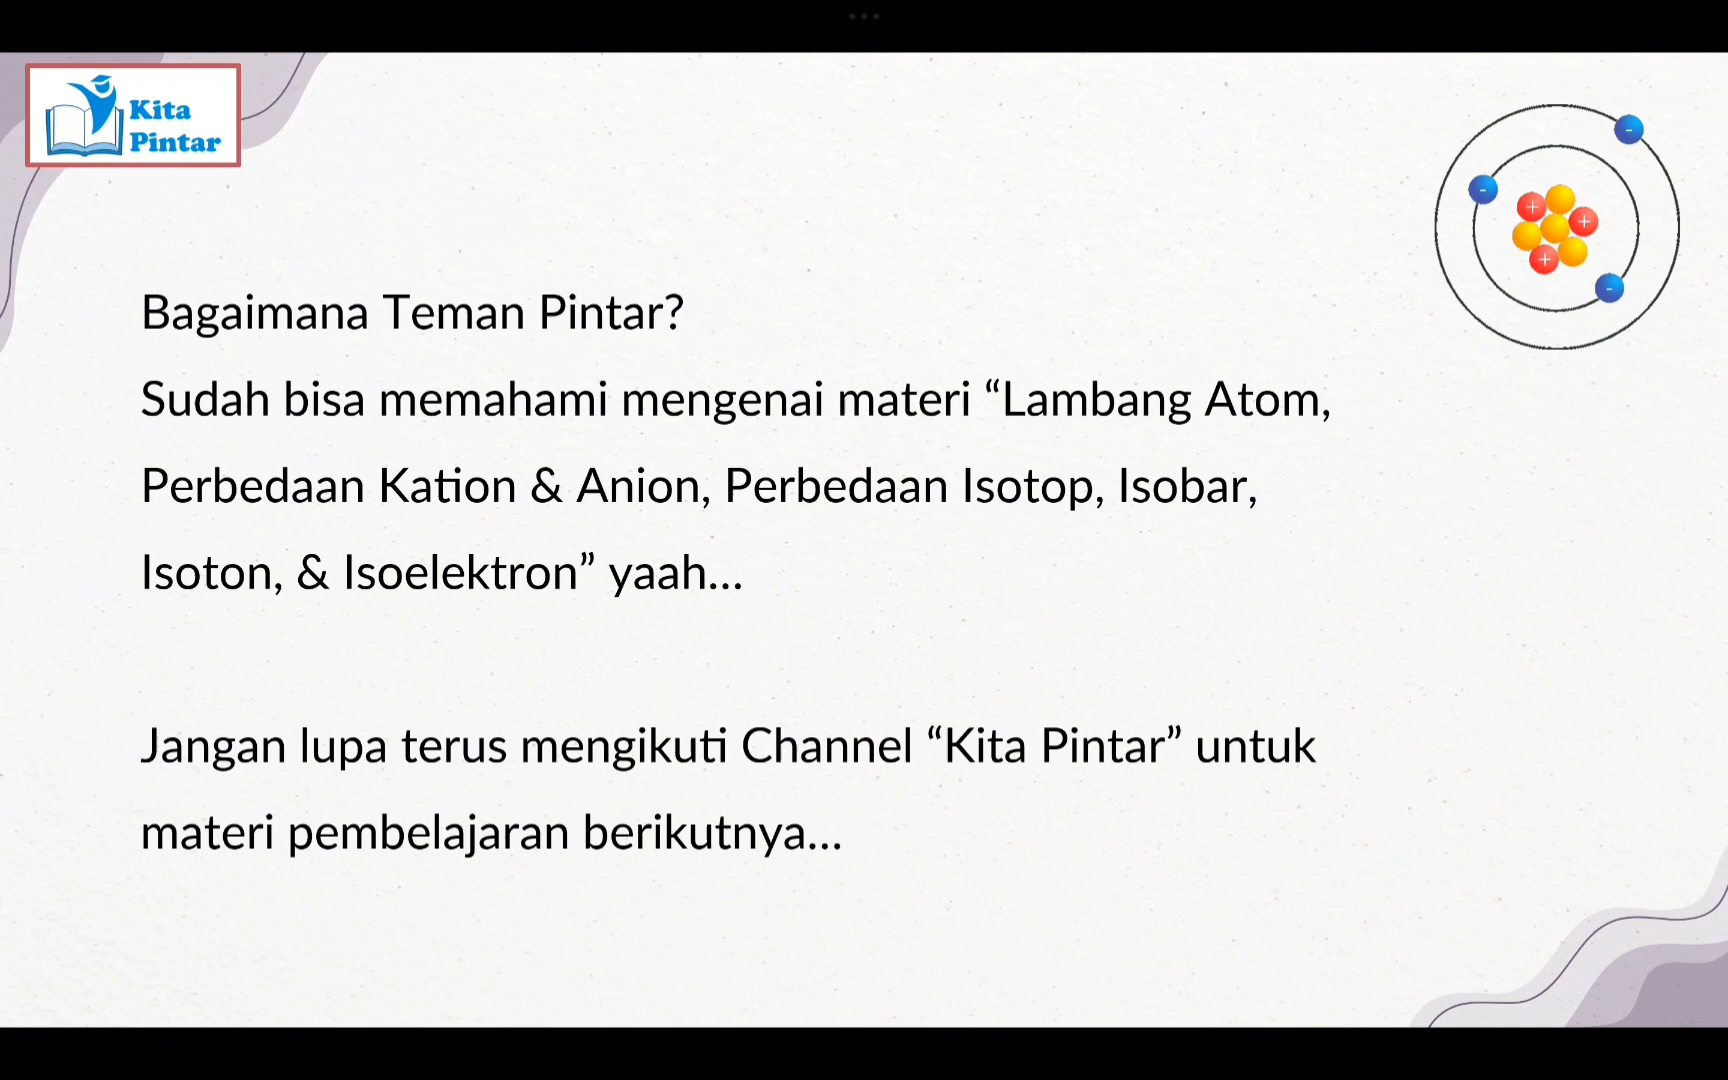 Kita
Pintar
Bagaimana Teman Pintar?
Sudah bisa memahami mengenai materi “Lambang Atom,
Perbedaan Kation & Anion, Perbedaan Isotop, Isobar,
Isoton, & Isoelektron” yaah...
Jangan lupa terus mengikuti Channel “Kita Pintar” untuk
materi pembelajaran berikutnya...